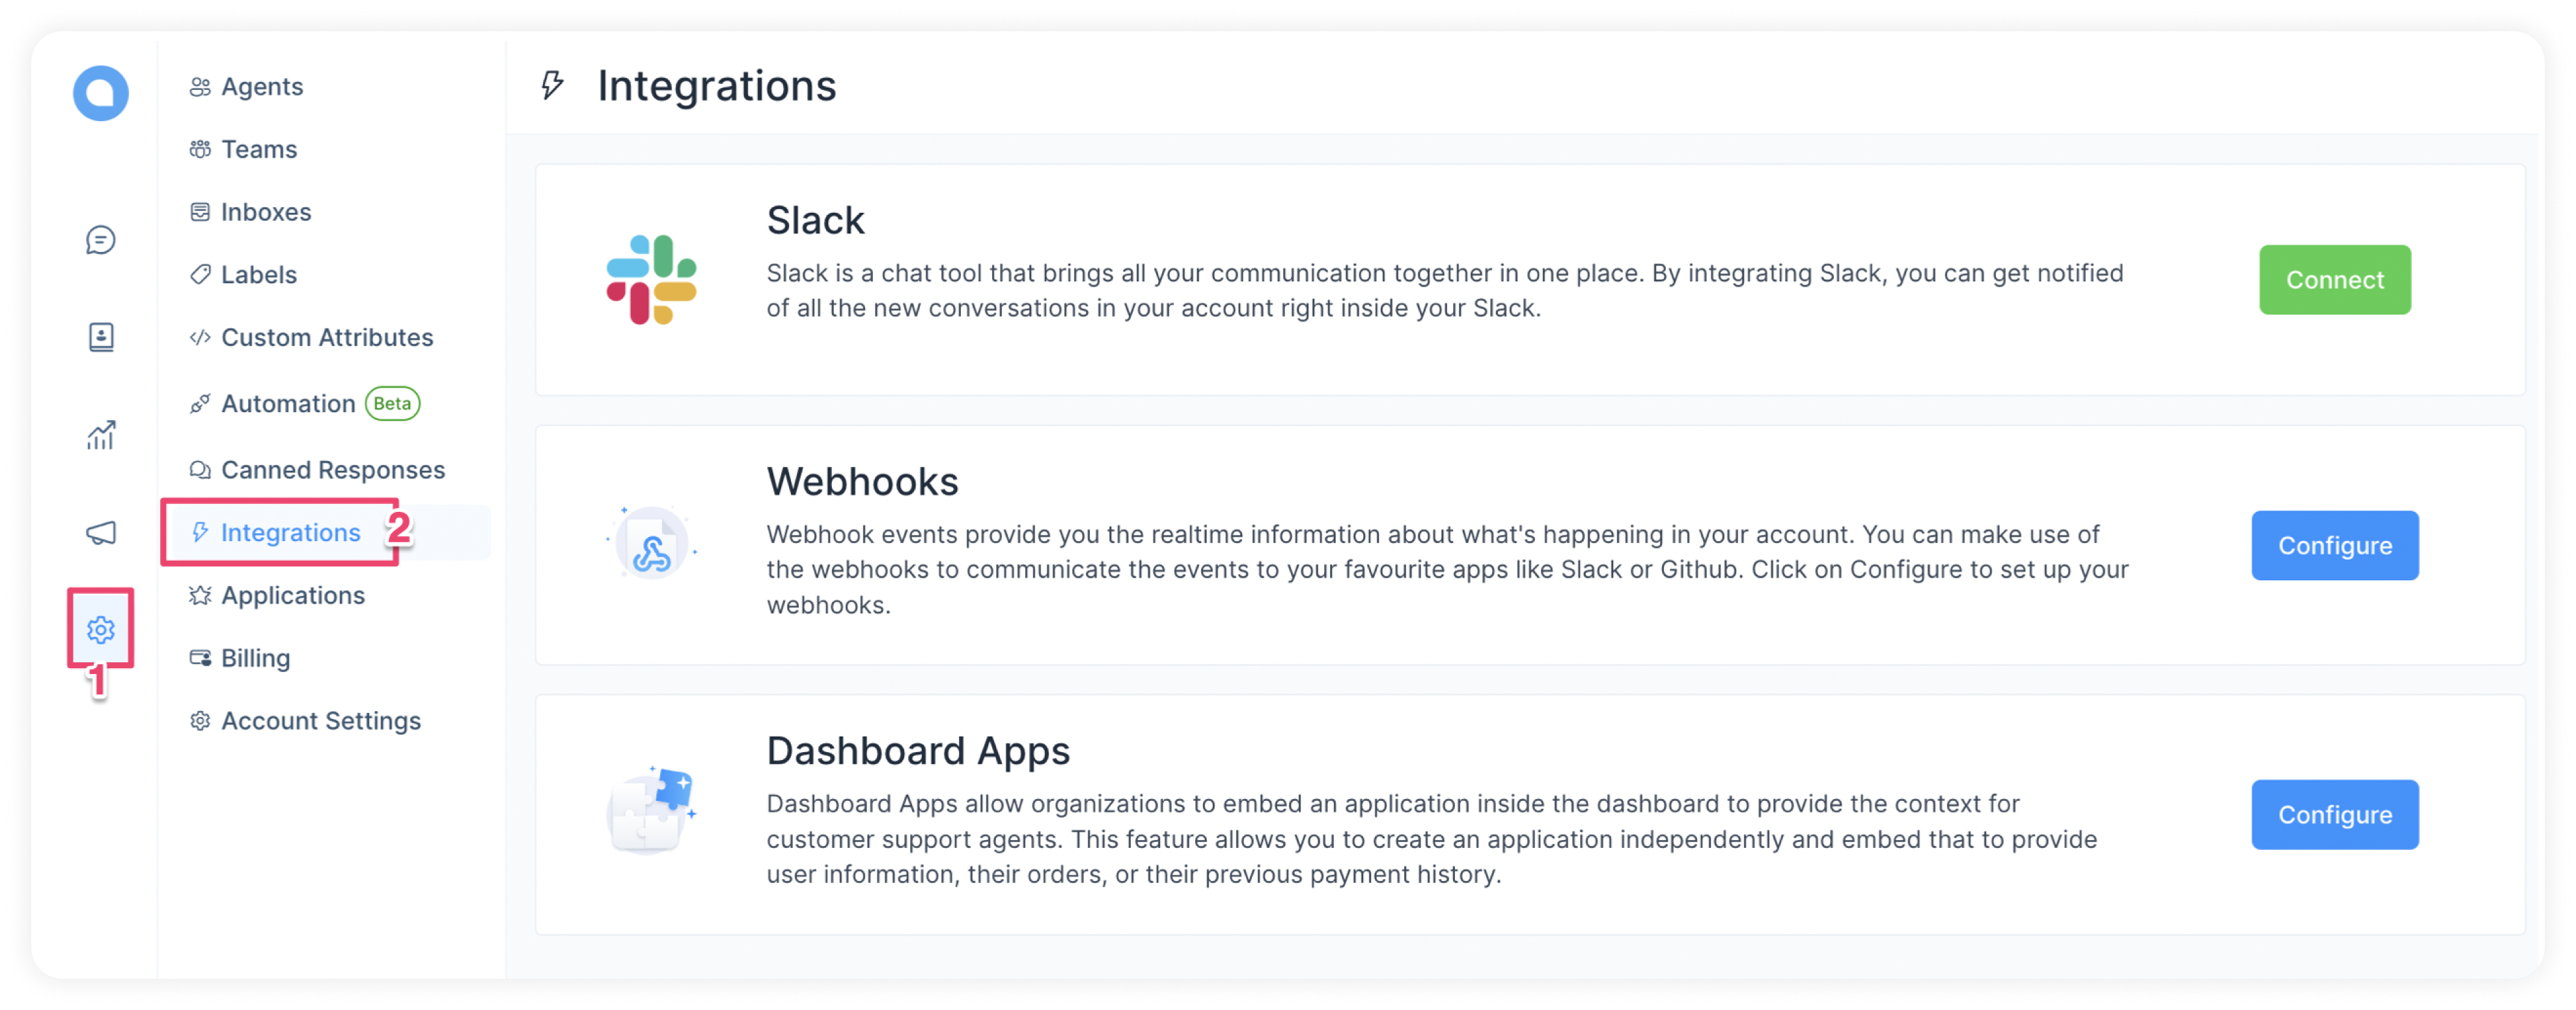 Agents
Teams
Inboxes
Labels
Custom Attributes
Automation Beta
Canned Responses
Integrations 2
Applications
Billing
Account Settings
1
Integrations
Slack
Slack is a chat tool that brings all your communication together in one place. By integrating Slack, you can get notified
of all the new conversations in your account right inside your Slack.
Connect
Webhooks
Webhook events provide you the realtime information about what's happening in your account. You can make use of
the webhooks to communicate the events to your favourite apps like Slack or Github. Click on Configure to set up your
webhooks.
Configure
Dashboard Apps
Dashboard Apps allow organizations to embed an application inside the dashboard to provide the context for
customer support agents. This feature allows you to create an application independently and embed that to provide
user information, their orders, or their previous payment history.
Configure